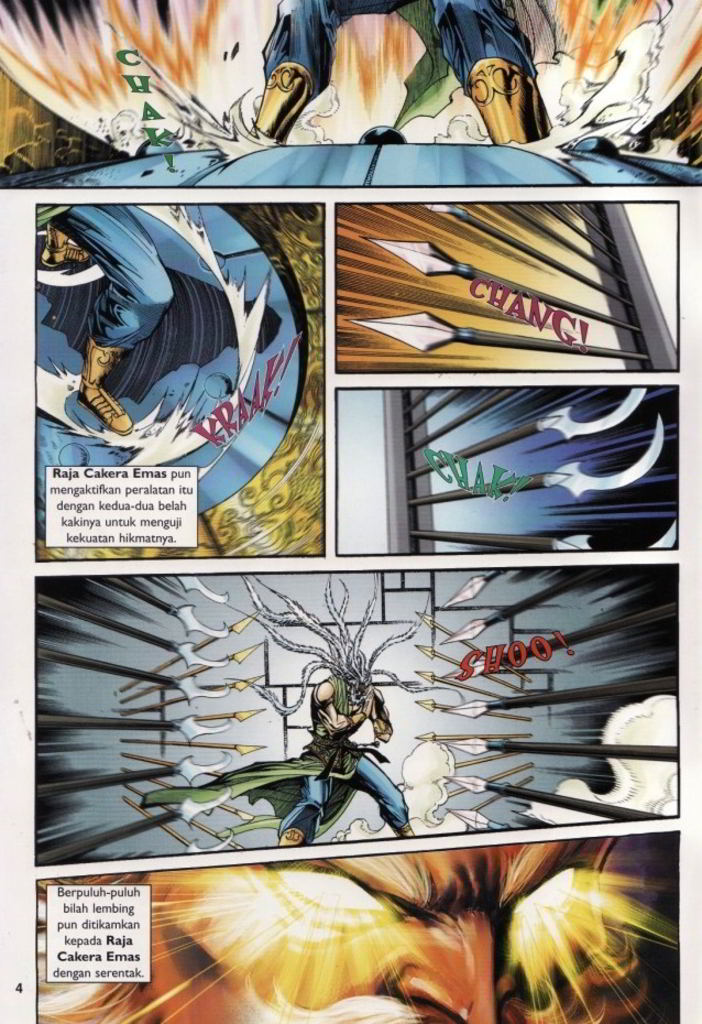 CHAK!
CHANG!
KRAAK!
Raja Cakera Emas pun
mengaktifkan peralatan itu
dengan kedua-dua belah
kakinya untuk menguji
kekuatan hikmatnya.
CHAK!
SHOO!
Berpuluh-puluh
bilah lembing
pun ditikamkan
kepada Raja
Cakera Emas
dengan serentak.
4